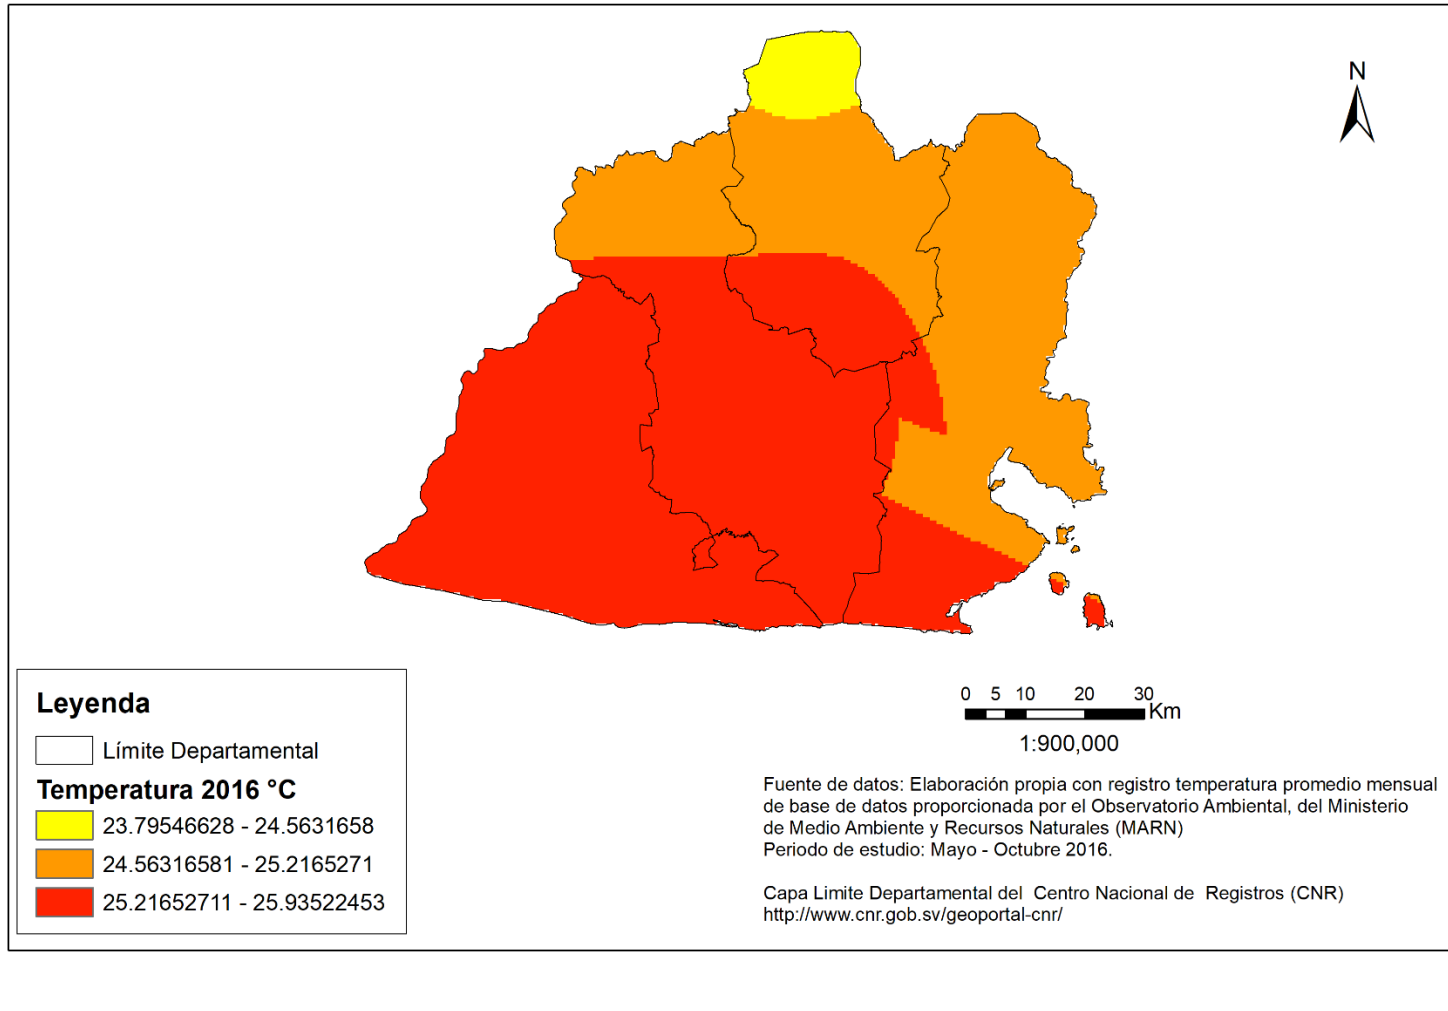 N
Leyenda
Límite Departamental
Temperatura 2016 °C
23.79546628 - 24.5631658
24.56316581 - 25.2165271
25.21652711 - 25.93522453
0 5 10 20 30
Km
1:900,000
Fuente de datos: Elaboración propia con registro temperatura promedio mensual
de base de datos proporcionada por el Observatorio Ambiental, del Ministerio
de Medio Ambiente y Recursos Naturales (MARN)
Periodo de estudio: Mayo - Octubre 2016.
Capa Limite Departamental del Centro Nacional de Registros (CNR)
http://www.cnr.gob.sv/geoportal-cnr/